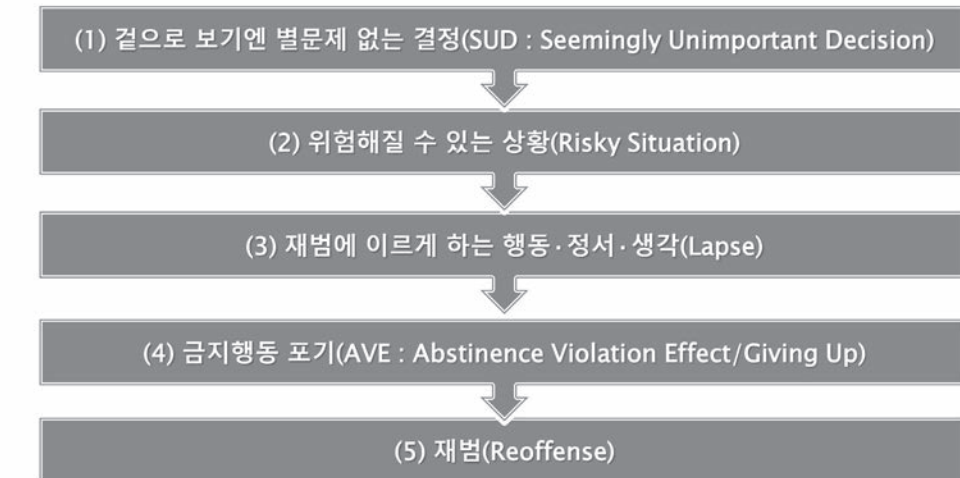 (1) 겉으로 보기엔 별문제 없는 결정(SUD : Seemingly Unimportant Decision)
(2) 위험해질 수 있는 상황(Risky Situation)
(3) 재범에 이르게 하는 행동·정서·생각(Lapse)
(4) 금지행동 포기(AVE : Abstinence Violation Effect/Giving Up)
(5) 재범(Reoffense)